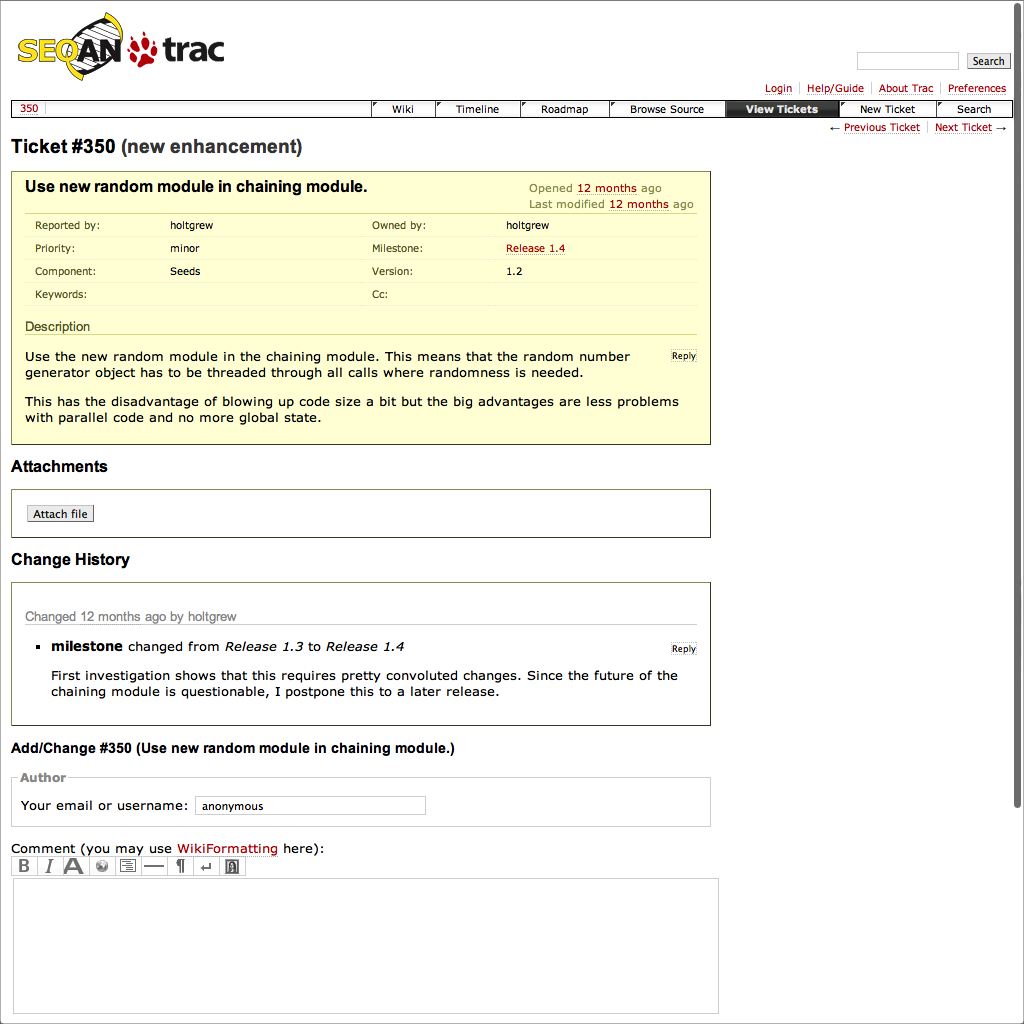 SEQAN trac
Search
Login Help/Guide About Trac Preferences
350 Wiki Timeline Roadmap Browse Source View Tickets New Ticket Search
← Previous Ticket Next Ticket →
Ticket #350 (new enhancement)
Use new random module in chaining module.
Opened 12 months ago
Last modified 12 months ago
Reported by: holtgrew Owned by: holtgrew
Priority: minor Milestone: Release 1.4
Component: Seeds Version: 1.2
Keywords: Cc:
Description
Use the new random module in the chaining module. This means that the random number Reply
generator object has to be threaded through all calls where randomness is needed.
This has the disadvantage of blowing up code size a bit but the big advantages are less problems
with parallel code and no more global state.
Attachments
Attach file
Change History
Changed 12 months ago by holtgrew
▪ milestone changed from Release 1.3 to Release 1.4 Reply
First investigation shows that this requires pretty convoluted changes. Since the future of the
chaining module is questionable, I postpone this to a later release.
Add/Change #350 (Use new random module in chaining module.)
Author
Your email or username: anonymous
Comment (you may use WikiFormatting here):
B I A ¶ ↵